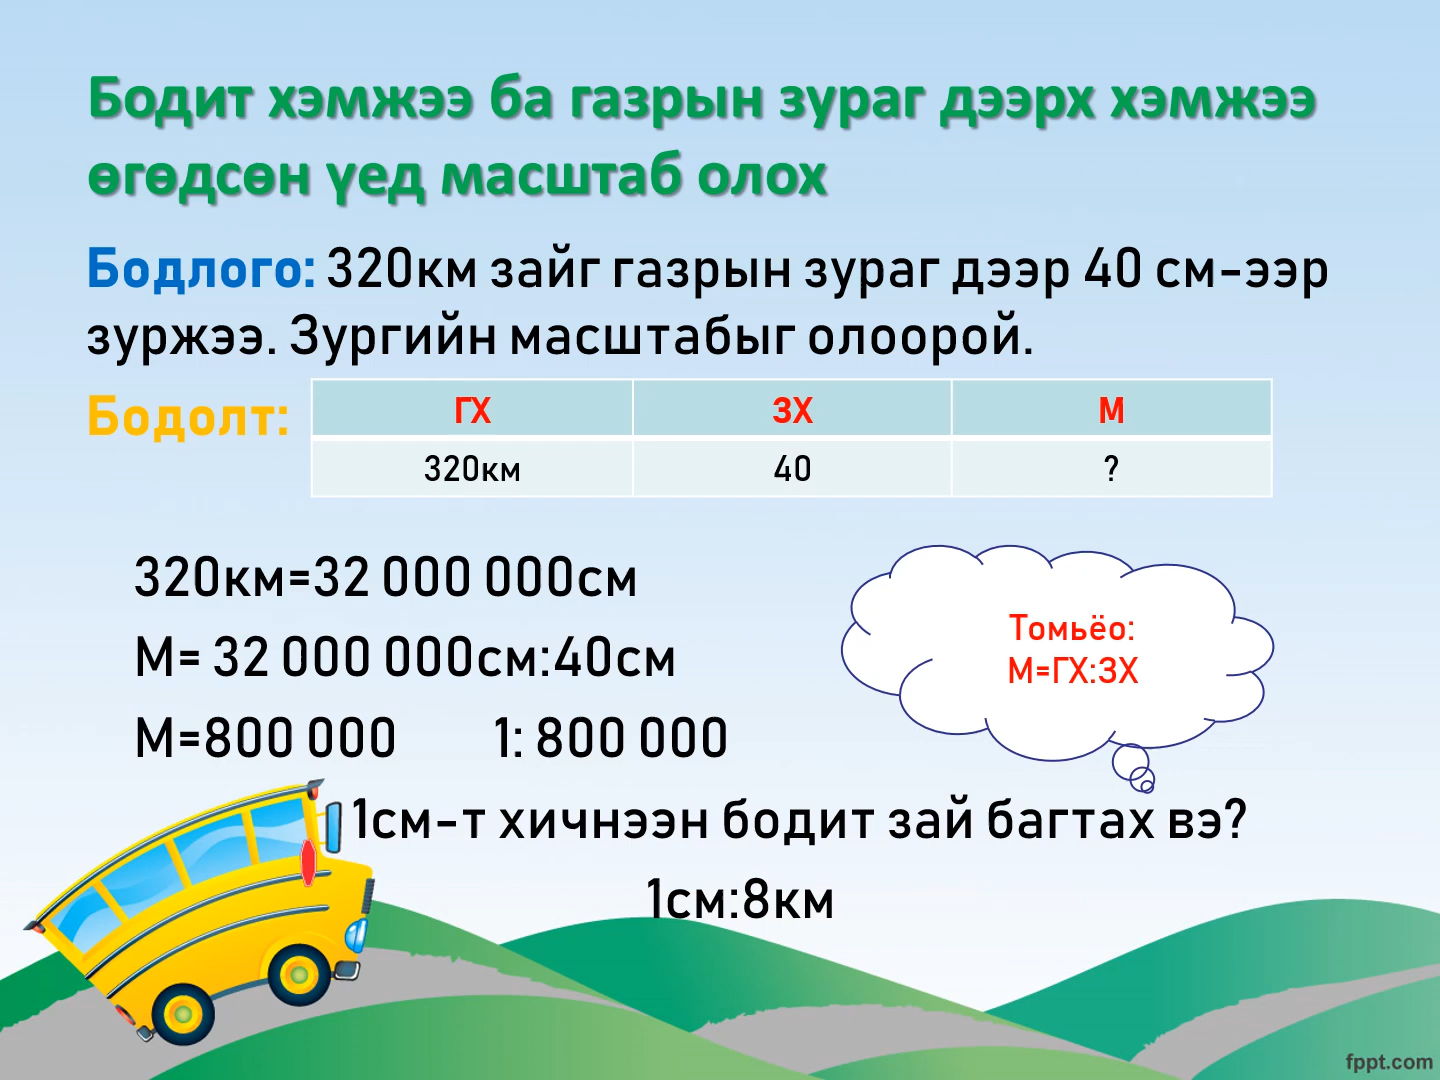 Бодит хэмжээ ба газрын зураг дээрх хэмжээ
өгөдсөн үед масштаб олох
Бодлого: 320км зайг газрын зураг дээр 40 см-ээр
зуржээ. Зургийн масштабыг олоорой.
Бодолт:
ГХ ЗХ М
320км 40 ?
320км=32 000 000см
М= 32 000 000см:40см
М=800 000 1: 800 000
Томьёо:
М=ГХ:ЗХ
1см-т хичнээн бодит зай багтах вэ?
1см:8км
fppt.com